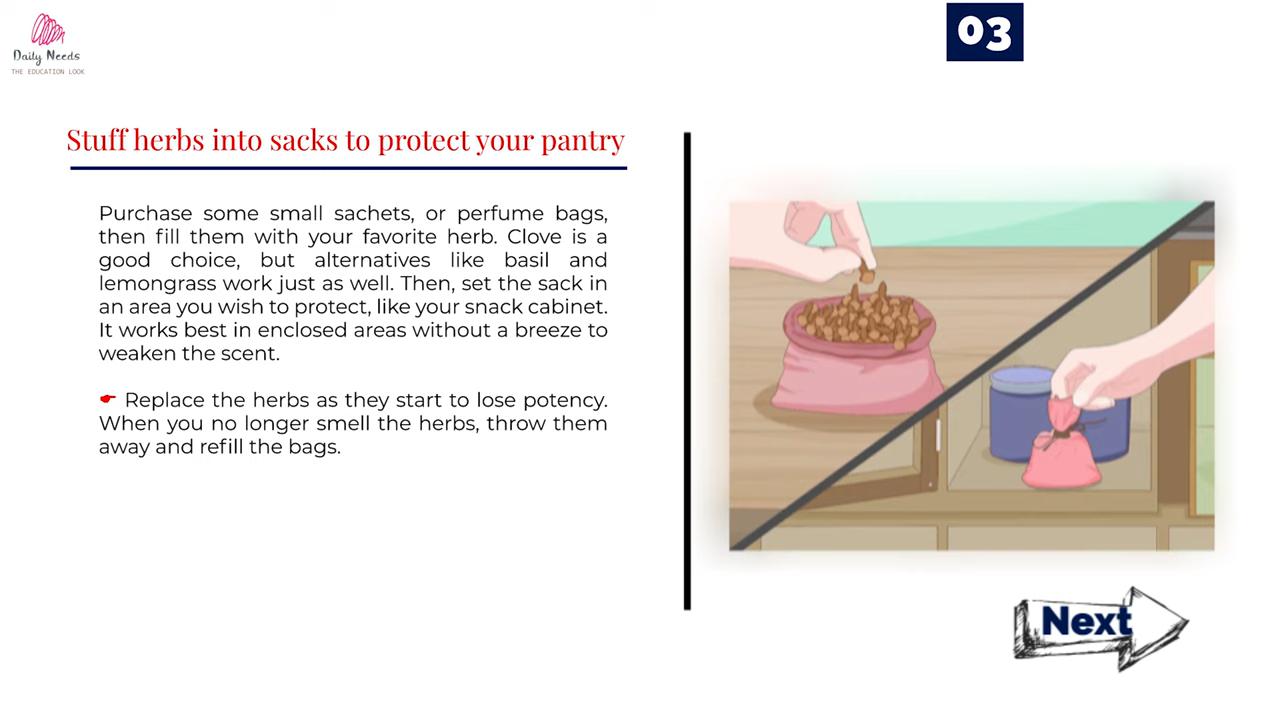 Daily Needs
THE EDUCATION LOOK
03
Stuff herbs into sacks to protect your pantry
Purchase some small sachets, or perfume bags,
then fill them with your favorite herb. Clove is a
good choice, but alternatives like basil and
lemongrass work just as well. Then, set the sack in
an area you wish to protect, like your snack cabinet.
It works best in enclosed areas without a breeze to
weaken the scent.
Replace the herbs as they start to lose potency.
When you no longer smell the herbs, throw them
away and refill the bags.
Next